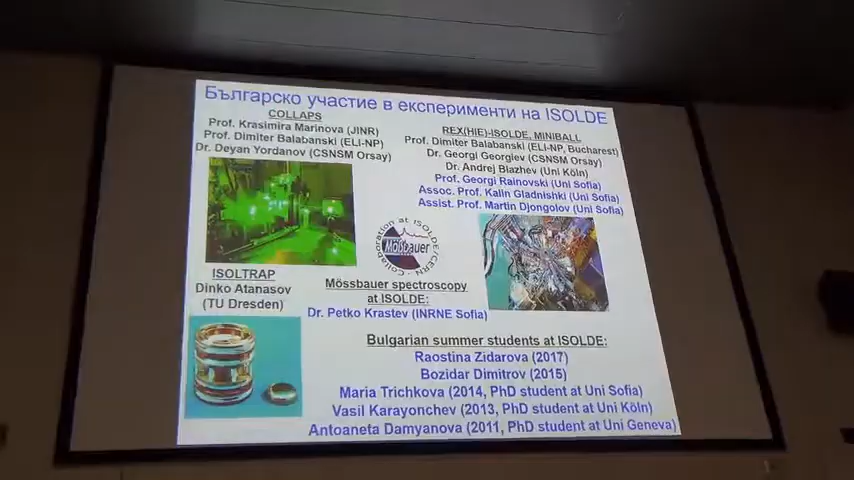 Българско участие в експерименти на ISOLDE
COLLAPS
Prof. Krasimira Marinova (JINR)
Prof. Dimiter Balabanski (ELI-NP)
Dr. Deyan Yordanov (CSNSM Orsay)
REX(HIE)-ISOLDE, MINIBALL
Prof. Dimiter Balabanski (ELI-NP, Bucharest)
Dr. Georgi Georgiev (CSNSM Orsay)
Dr. Andrej Blazhev (Uni Köln)
Prof. Georgi Rainovski (Uni Sofia)
Assoc. Prof. Kalin Gladnishki (Uni Sofia)
Assist. Prof. Martin Djongolov (Uni Sofia)
Mössbauer
Collaboration at ISOLDE/CERN
ISOLTRAP
Dinko Atanasov
(TU Dresden)
Mössbauer spectroscopy
at ISOLDE:
Dr. Petko Krastev (INRNE Sofia)
Bulgarian summer students at ISOLDE:
Raostina Zidarova (2017)
Bozidar Dimitrov (2015)
Maria Trichkova (2014, PhD student at Uni Sofia)
Vasil Karayonchev (2013, PhD student at Uni Köln)
Antoaneta Damyanova (2011, PhD student at Uni Geneva)